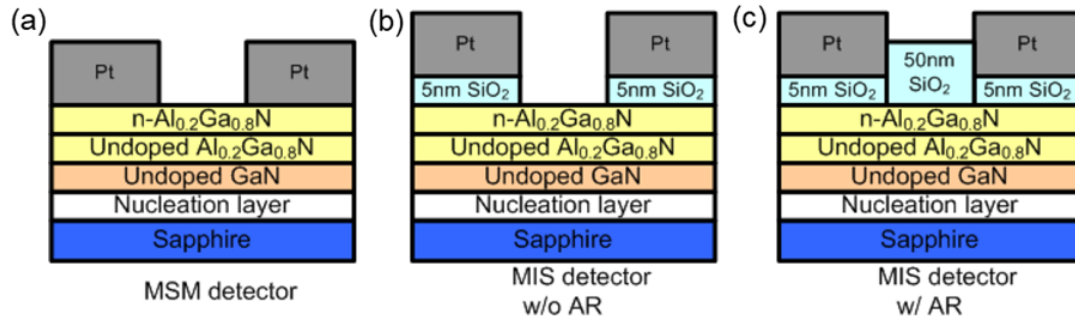 (a)
Pt Pt
n-Al₀.₂Ga₀.₈N
Undoped Al₀.₂Ga₀.₈N
Undoped GaN
Nucleation layer
Sapphire
MSM detector
(b)
Pt Pt
5nm SiO₂ 5nm SiO₂
n-Al₀.₂Ga₀.₈N
Undoped Al₀.₂Ga₀.₈N
Undoped GaN
Nucleation layer
Sapphire
MIS detector
w/o AR
(c)
Pt Pt
50nm
SiO₂
5nm SiO₂ 5nm SiO₂
n-Al₀.₂Ga₀.₈N
Undoped Al₀.₂Ga₀.₈N
Undoped GaN
Nucleation layer
Sapphire
MIS detector
w/ AR